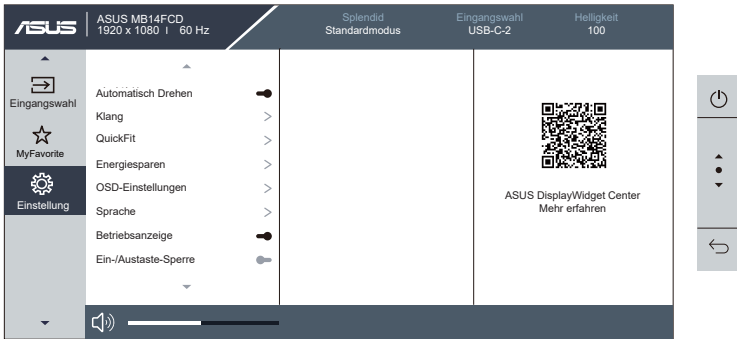 ASUS
ASUS MB14FCD
1920 x 1080 I 60 Hz
Splendid
Standardmodus
Eingangswahl
USB-C-2
Helligkeit
100
Eingangswahl
MyFavorite
Einstellung
Automatisch Drehen
Klang
QuickFit
Energiesparen
OSD-Einstellungen
Sprache
Betriebsanzeige
Ein-/Austaste-Sperre
ASUS DisplayWidget Center
Mehr erfahren